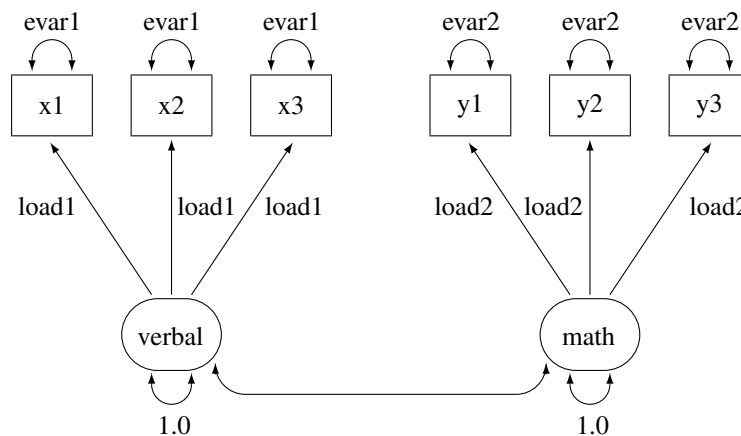 evar1 evar1 evar1 evar2 evar2 evar2
x1 x2 x3 y1 y2 y3
load1 load1 load1 load2 load2 load2
verbal math
1.0 1.0